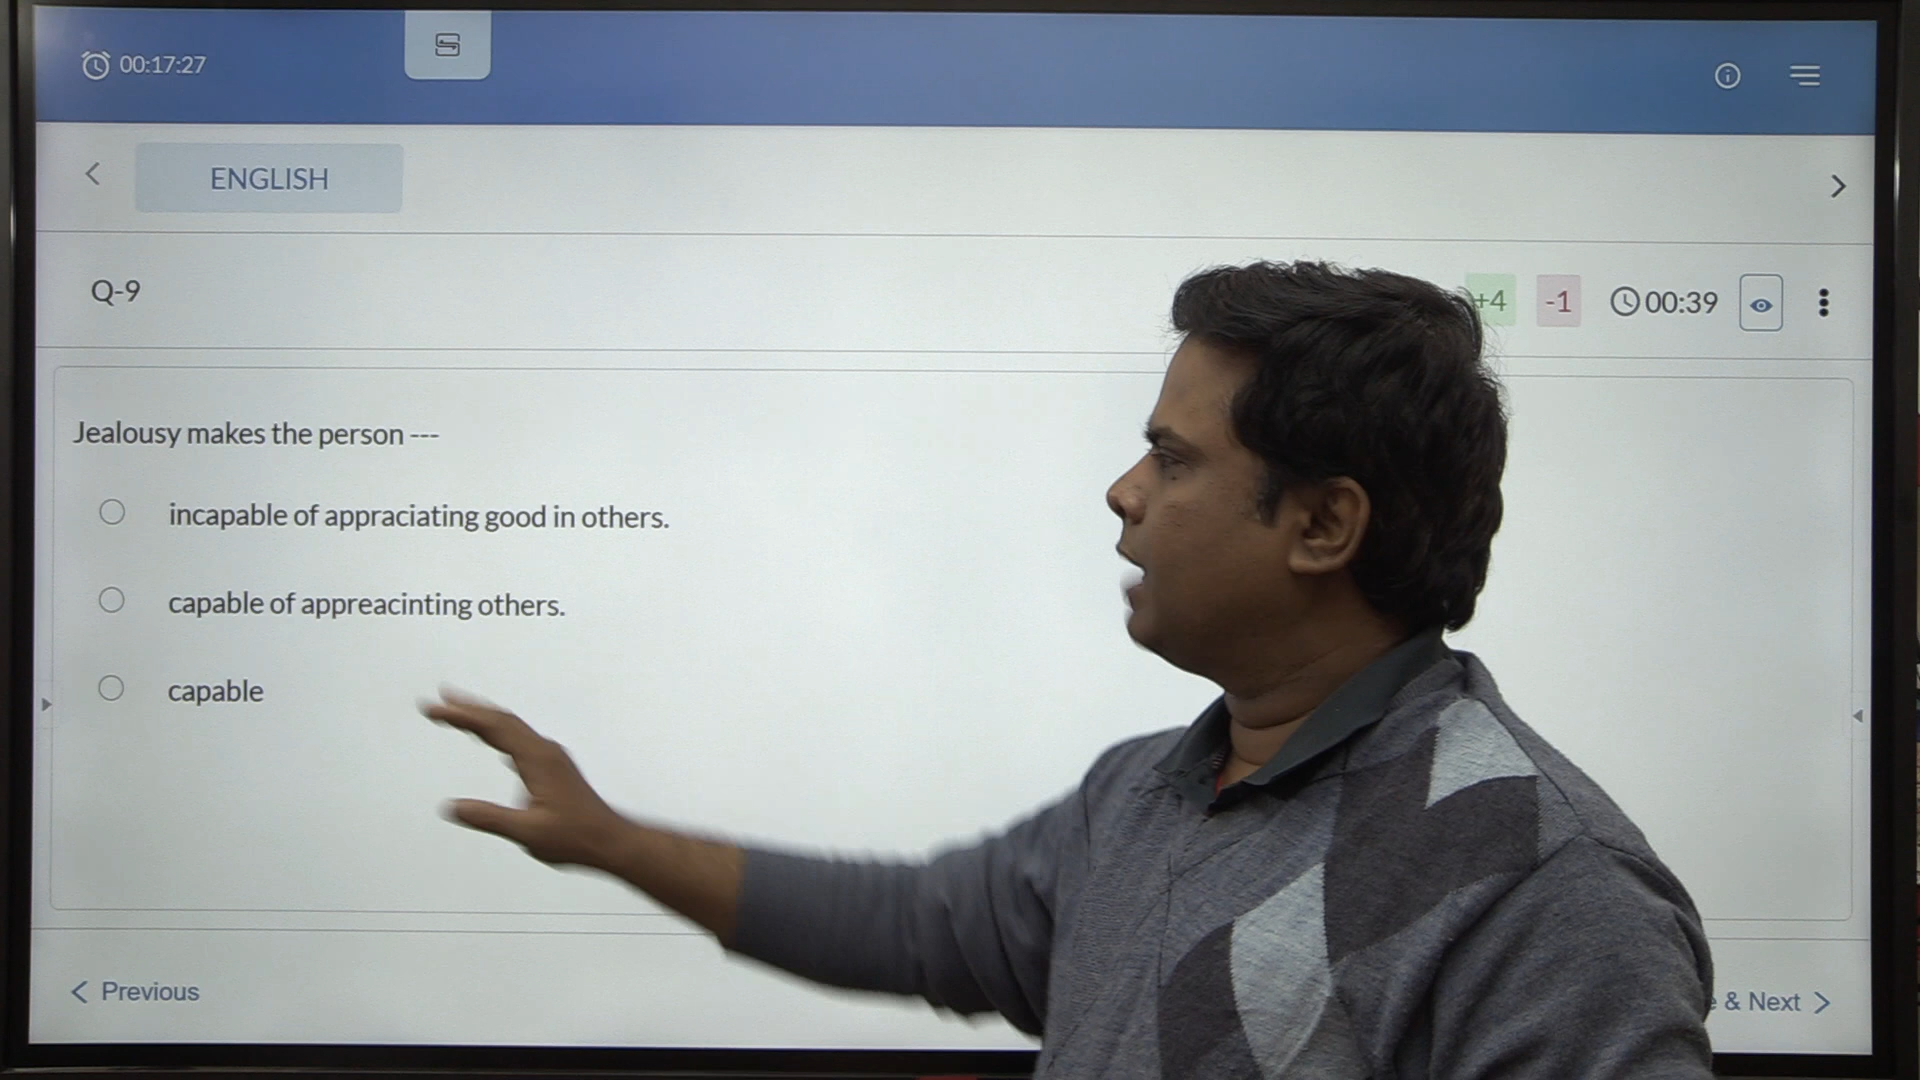 00:17:27
ENGLISH
Q-9
+4 -1 00:39
Jealousy makes the person ---
incapable of appraciating good in others.
capable of appreacinting others.
capable
Previous
& Next